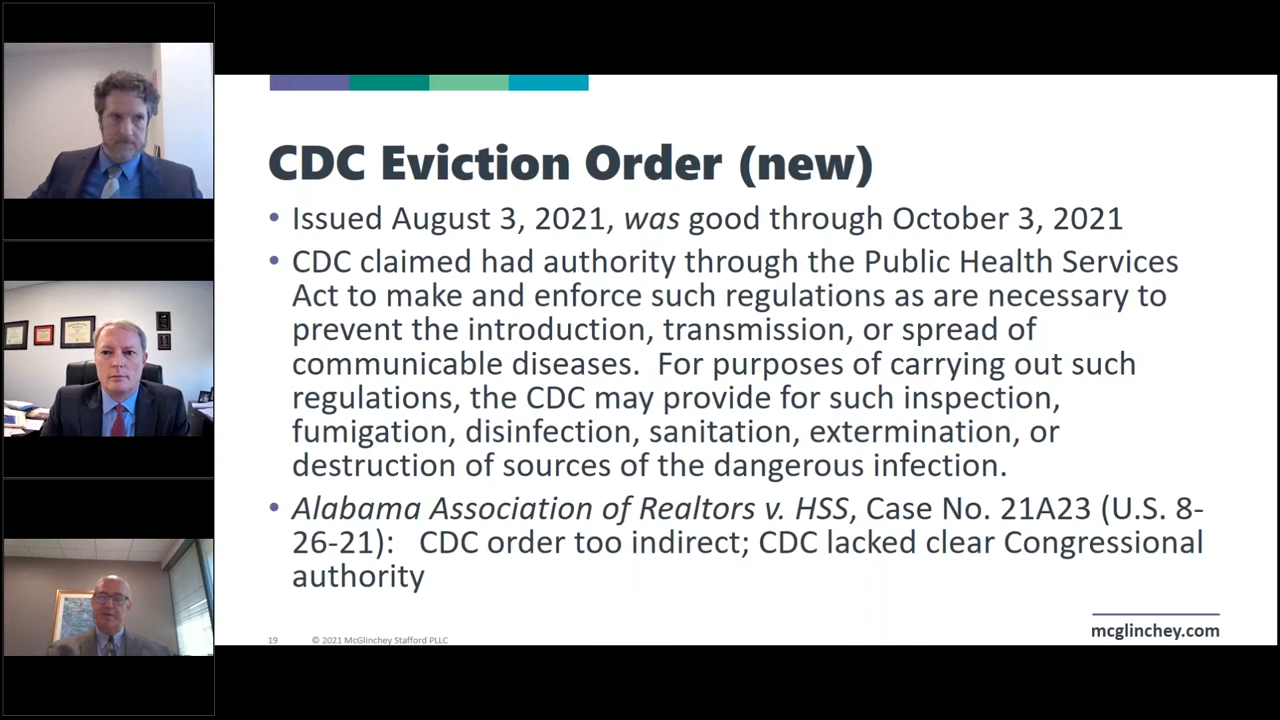 CDC Eviction Order (new)
• Issued August 3, 2021, was good through October 3, 2021
• CDC claimed had authority through the Public Health Services
Act to make and enforce such regulations as are necessary to
prevent the introduction, transmission, or spread of
communicable diseases.  For purposes of carrying out such
regulations, the CDC may provide for such inspection,
fumigation, disinfection, sanitation, extermination, or
destruction of sources of the dangerous infection.
• Alabama Association of Realtors v. HSS, Case No. 21A23 (U.S. 8-
26-21):   CDC order too indirect; CDC lacked clear Congressional
authority
19 © 2021 McGlinchey Stafford PLLC
mcglinchey.com